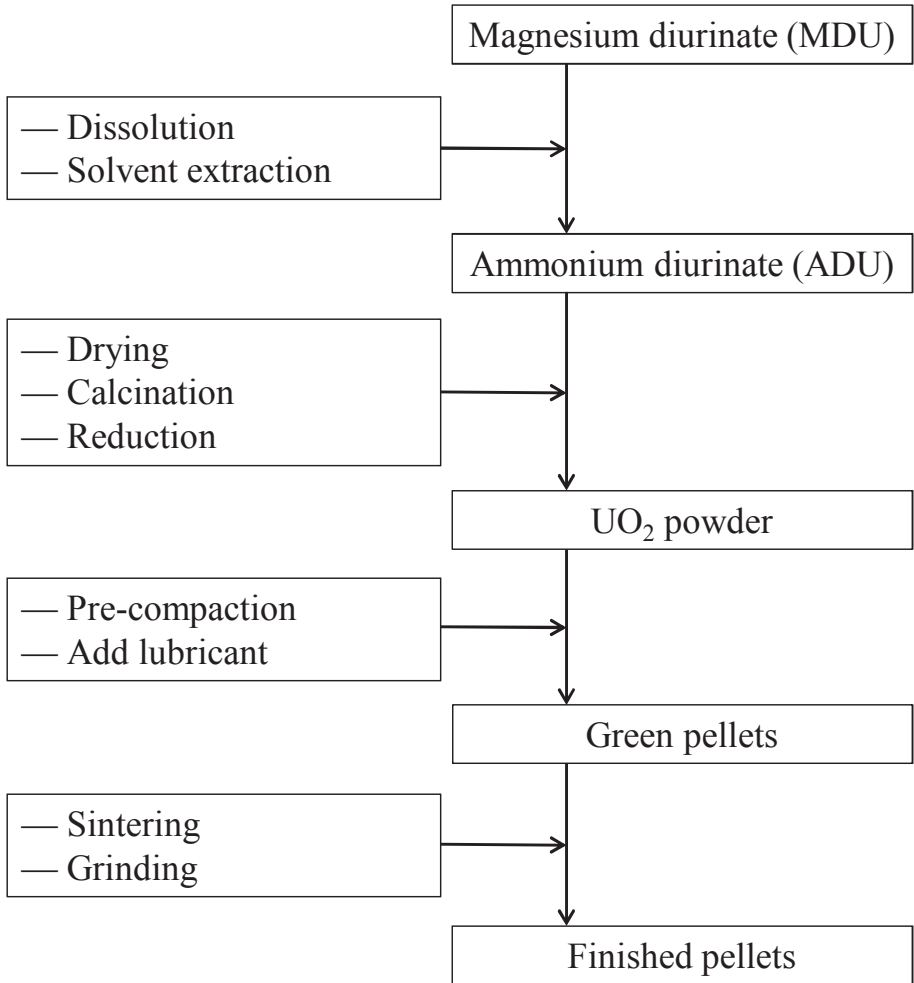 Magnesium diurinate (MDU)
— Dissolution
— Solvent extraction
Ammonium diurinate (ADU)
— Drying
— Calcination
— Reduction
UO₂ powder
— Pre-compaction
— Add lubricant
Green pellets
— Sintering
— Grinding
Finished pellets